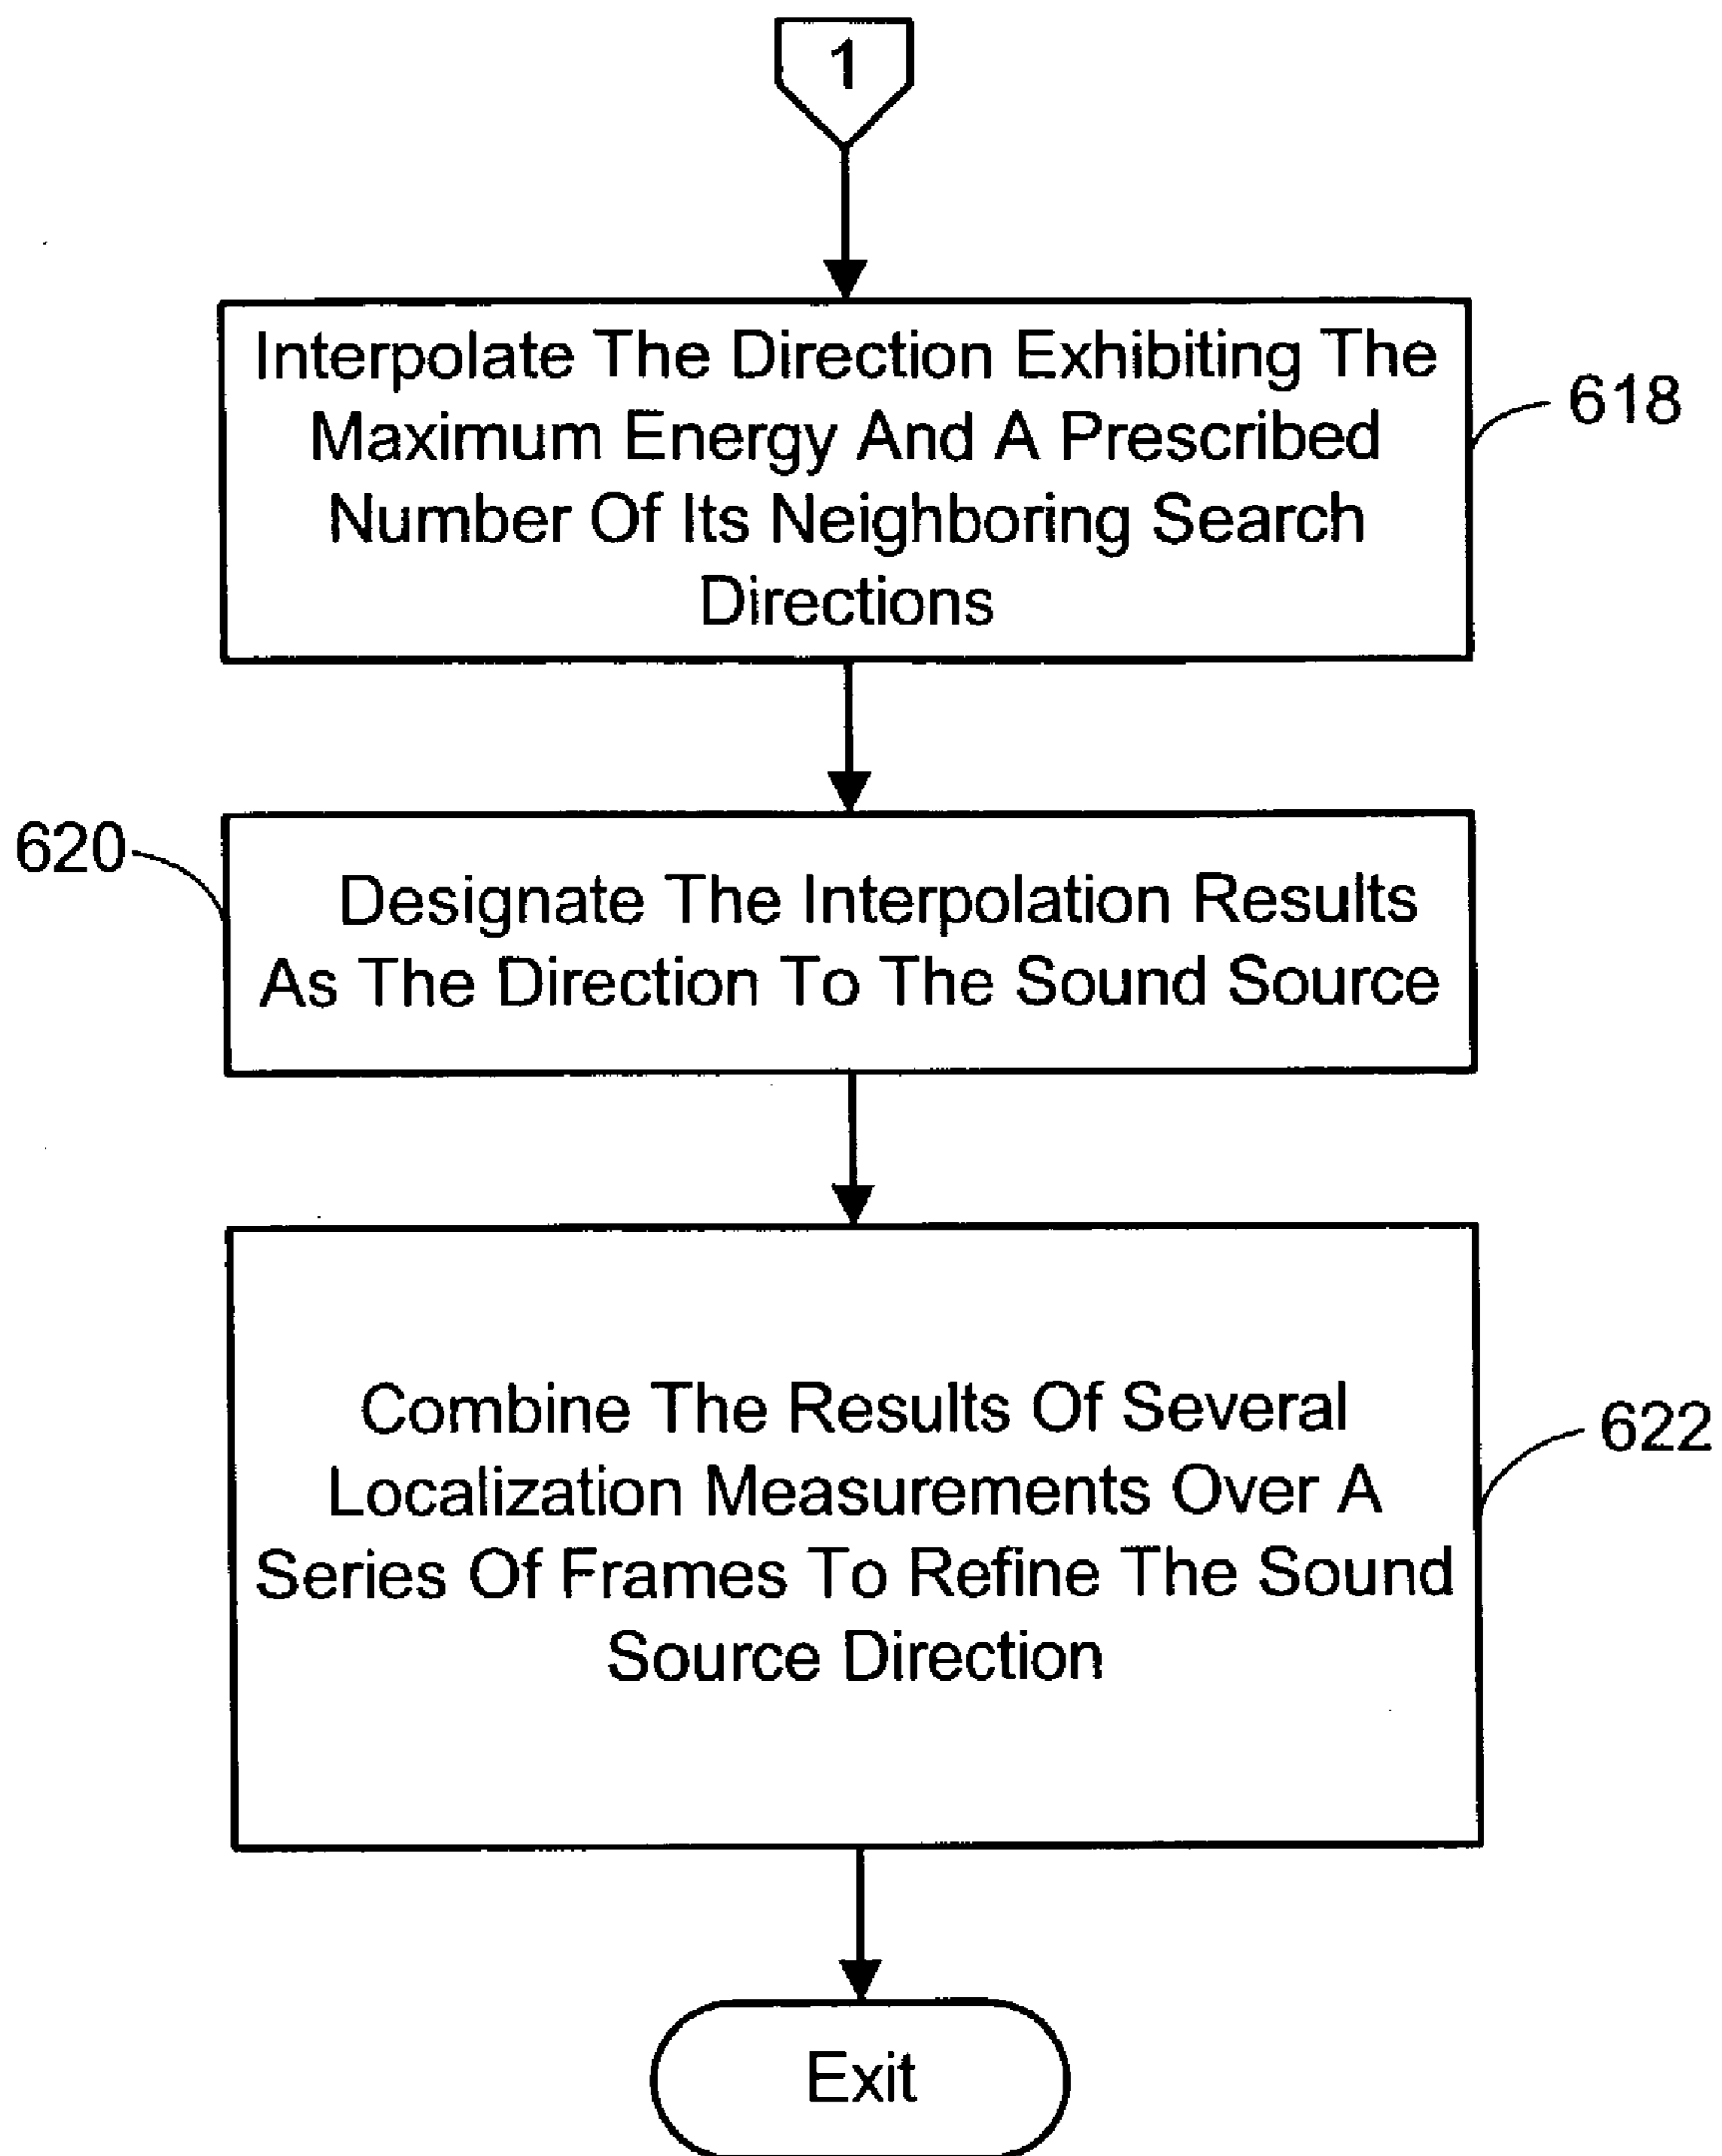 1
Interpolate The Direction Exhibiting The
Maximum Energy And A Prescribed
Number Of Its Neighboring Search
Directions
618
620
Designate The Interpolation Results
As The Direction To The Sound Source
Combine The Results Of Several
Localization Measurements Over A
Series Of Frames To Refine The Sound
Source Direction
622
Exit